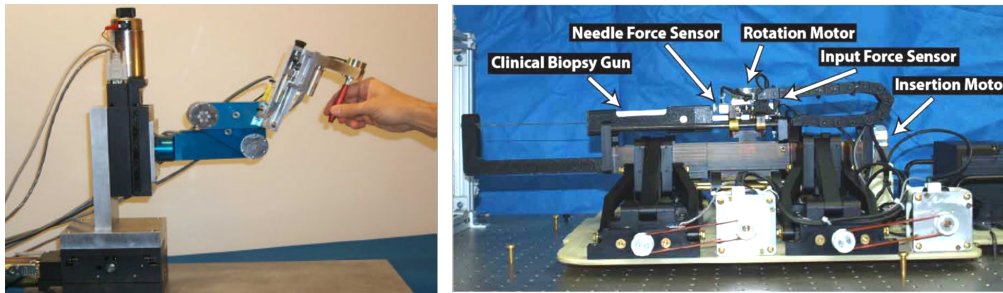 Needle Force Sensor
Rotation Motor
Clinical Biopsy Gun
Input Force Sensor
Insertion Moto